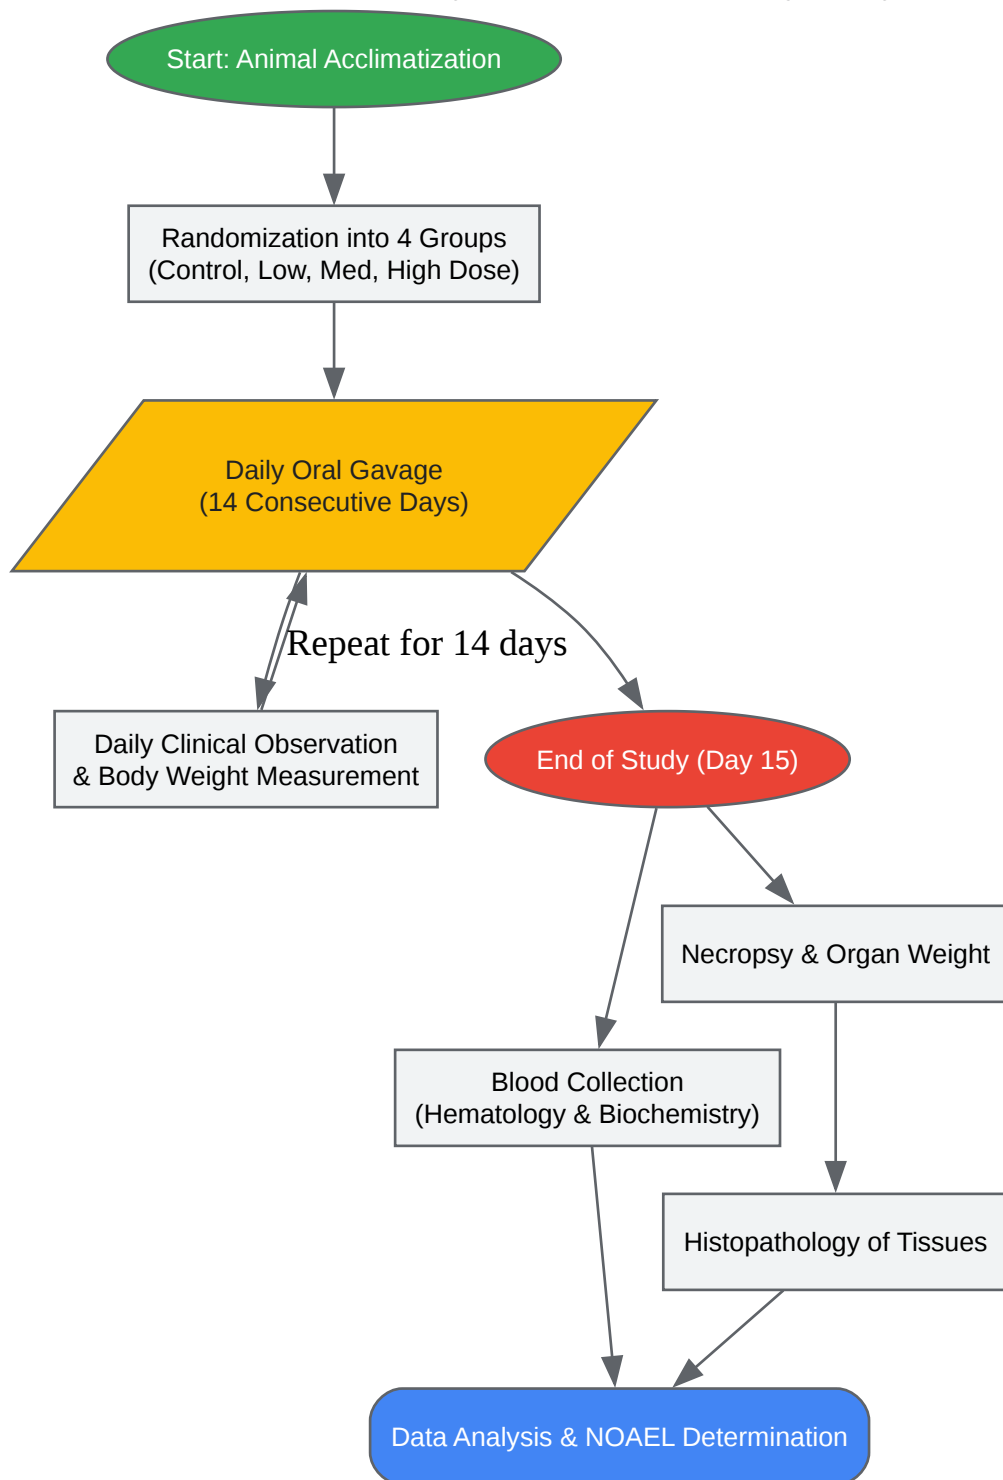 Start: Animal Acclimatization
Randomization into 4 Groups
(Control, Low, Med, High Dose)
Daily Oral Gavage
(14 Consecutive Days)
Repeat for 14 days
Daily Clinical Observation
& Body Weight Measurement
End of Study (Day 15)
Necropsy & Organ Weight
Blood Collection
(Hematology & Biochemistry)
Histopathology of Tissues
Data Analysis & NOAEL Determination